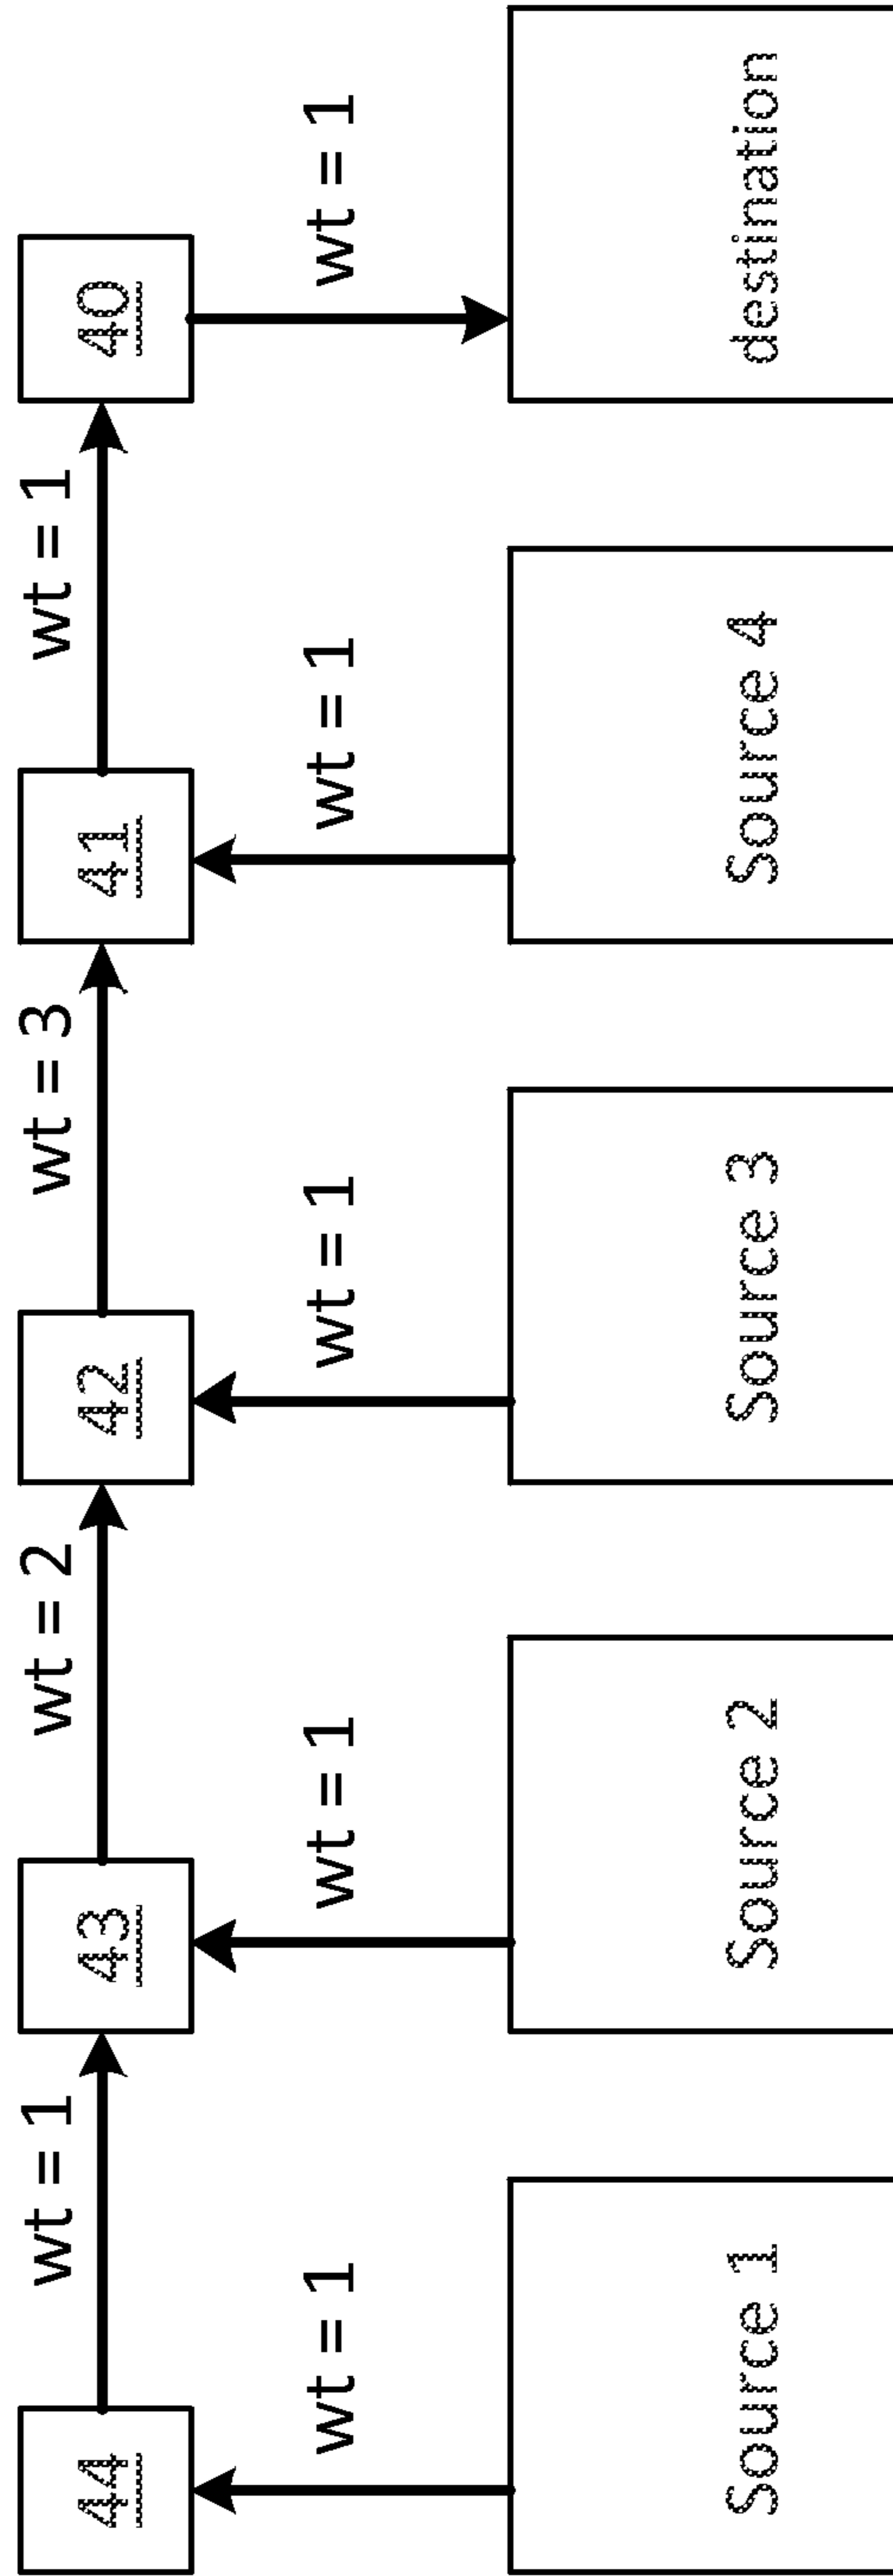 44
wt = 1
43
wt = 2
42
wt = 3
41
wt = 1
40
wt = 1
wt = 1
wt = 1
wt = 1
wt = 1
Source 1
Source 2
Source 3
Source 4
destination